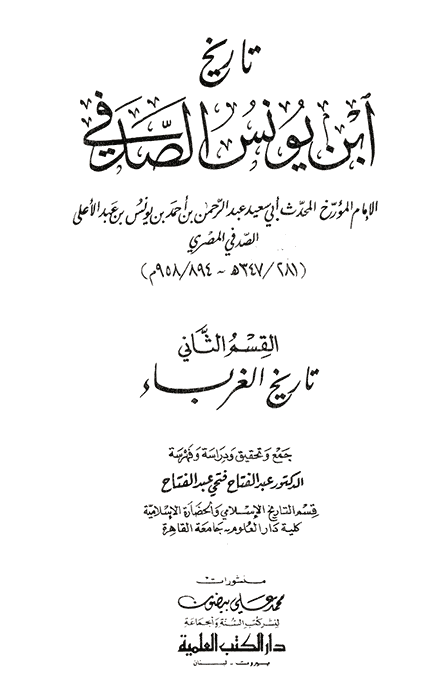 تاريخ
ابن يونس الصدفي
الإمام المؤرخ المحدث أبي سعيد عبد الرحمن بن أحمد بن يونس بن عبد الأعلى
الصدفي المصري
(٢٨١/٣٤٧هـ ~ ٨٩٤/٩٥٨م)
القسم الثاني
تاريخ الغرباء
جمع وتحقيق ودراسة وفهرسة
الدكتور عبد الفتاح فتحي عبد الفتاح
قسم التاريخ الإسلامي والحضارة الإسلامية
كلية دار العلوم - جامعة القاهرة
منشورات
محمد علي بيضون
لنشر كتب السنة والجماعة
دار الكتب العلمية
بيروت - لبنان